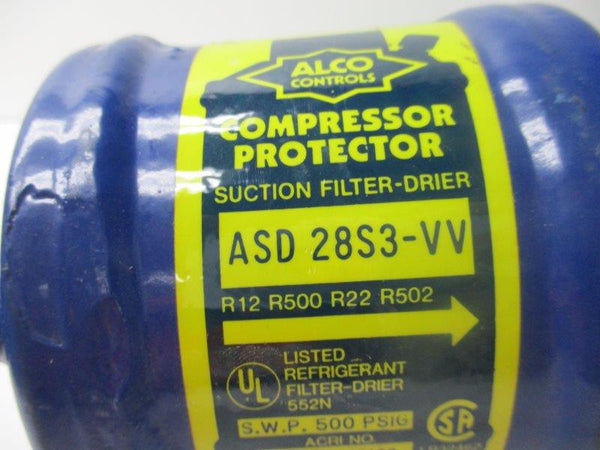 ALCO
CONTROLS
COMPRESSOR
PROTECTOR
SUCTION FILTER-DRIER
ASD 28S3-VV
R12 R500 R22 R502
UL
LISTED
REFRIGERANT
FILTER-DRIER
552N
S.W.P. 500 PSIG
SA
ACRI NO.